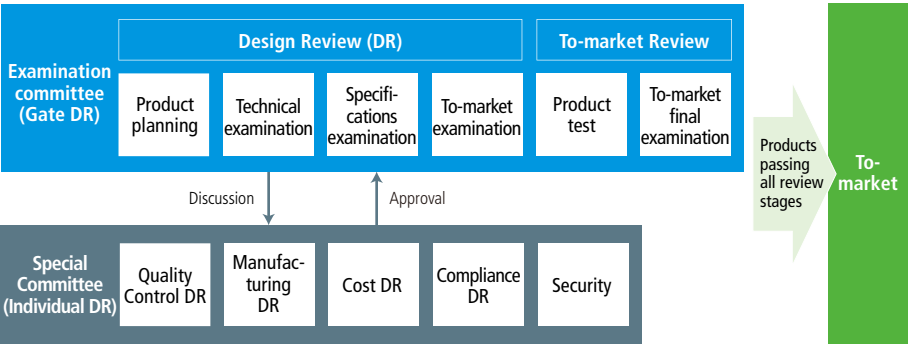 Design Review (DR)
To-market Review
Examination
committee
(Gate DR)
Product
planning
Technical
examination
Specifi-
cations
examination
To-market
examination
Product
test
To-market
final
examination
Products
passing
all review
stages
To-
market
Discussion
Approval
Special
Committee
(Individual DR)
Quality
Control DR
Manufac-
turing
DR
Cost DR
Compliance
DR
Security